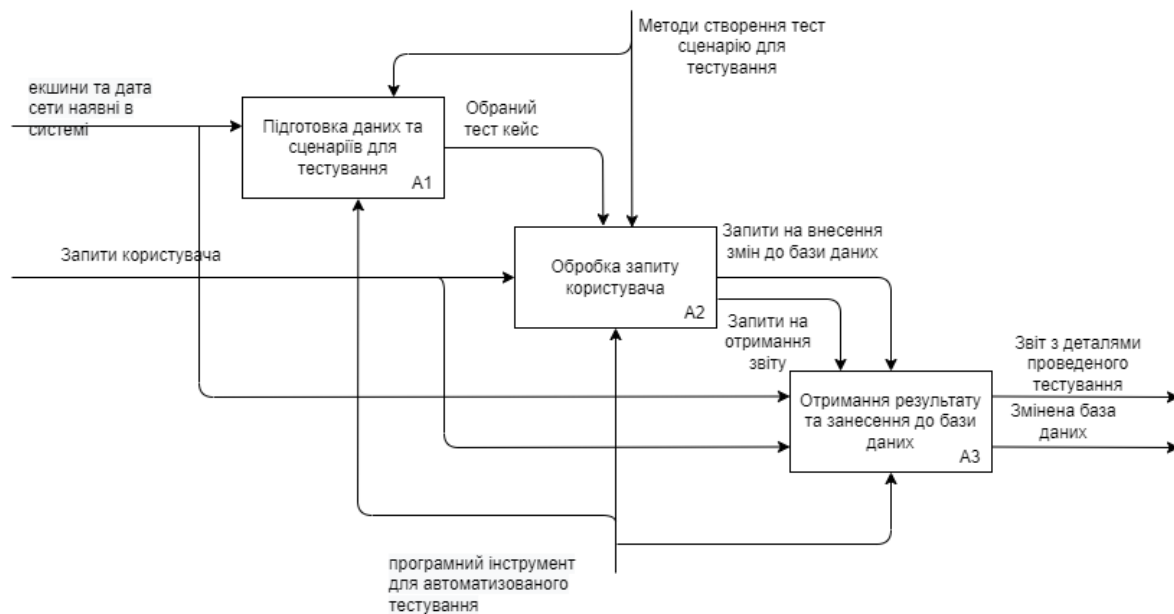 Методи створення тест
сценарію для
тестування
екшини та дата
сети наявні в
системі
Підготовка даних та
сценаріїв для
тестування
A1
Обраний
тест кейс
Запити користувача
Обробка запиту
користувача
A2
Запити на внесення
змін до бази даних
Запити на
отримання
звіту
Отримання результату
та занесення до бази
даних
A3
Звіт з деталями
проведеного
тестування
Змінена база
даних
програмний інструмент
для автоматизованого
тестування